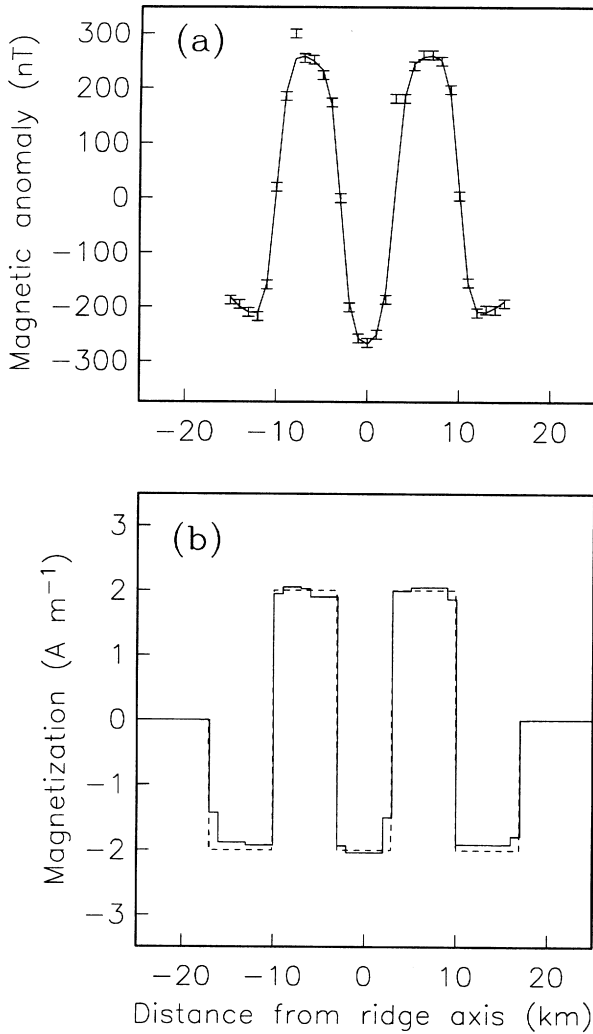 (a)
Magnetic anomaly (nT)
300
200
100
0
−100
−200
−300
−20 −10 0 10 20
(b)
Magnetization (A m⁻¹)
3
2
1
0
−1
−2
−3
−20 −10 0 10 20
Distance from ridge axis (km)